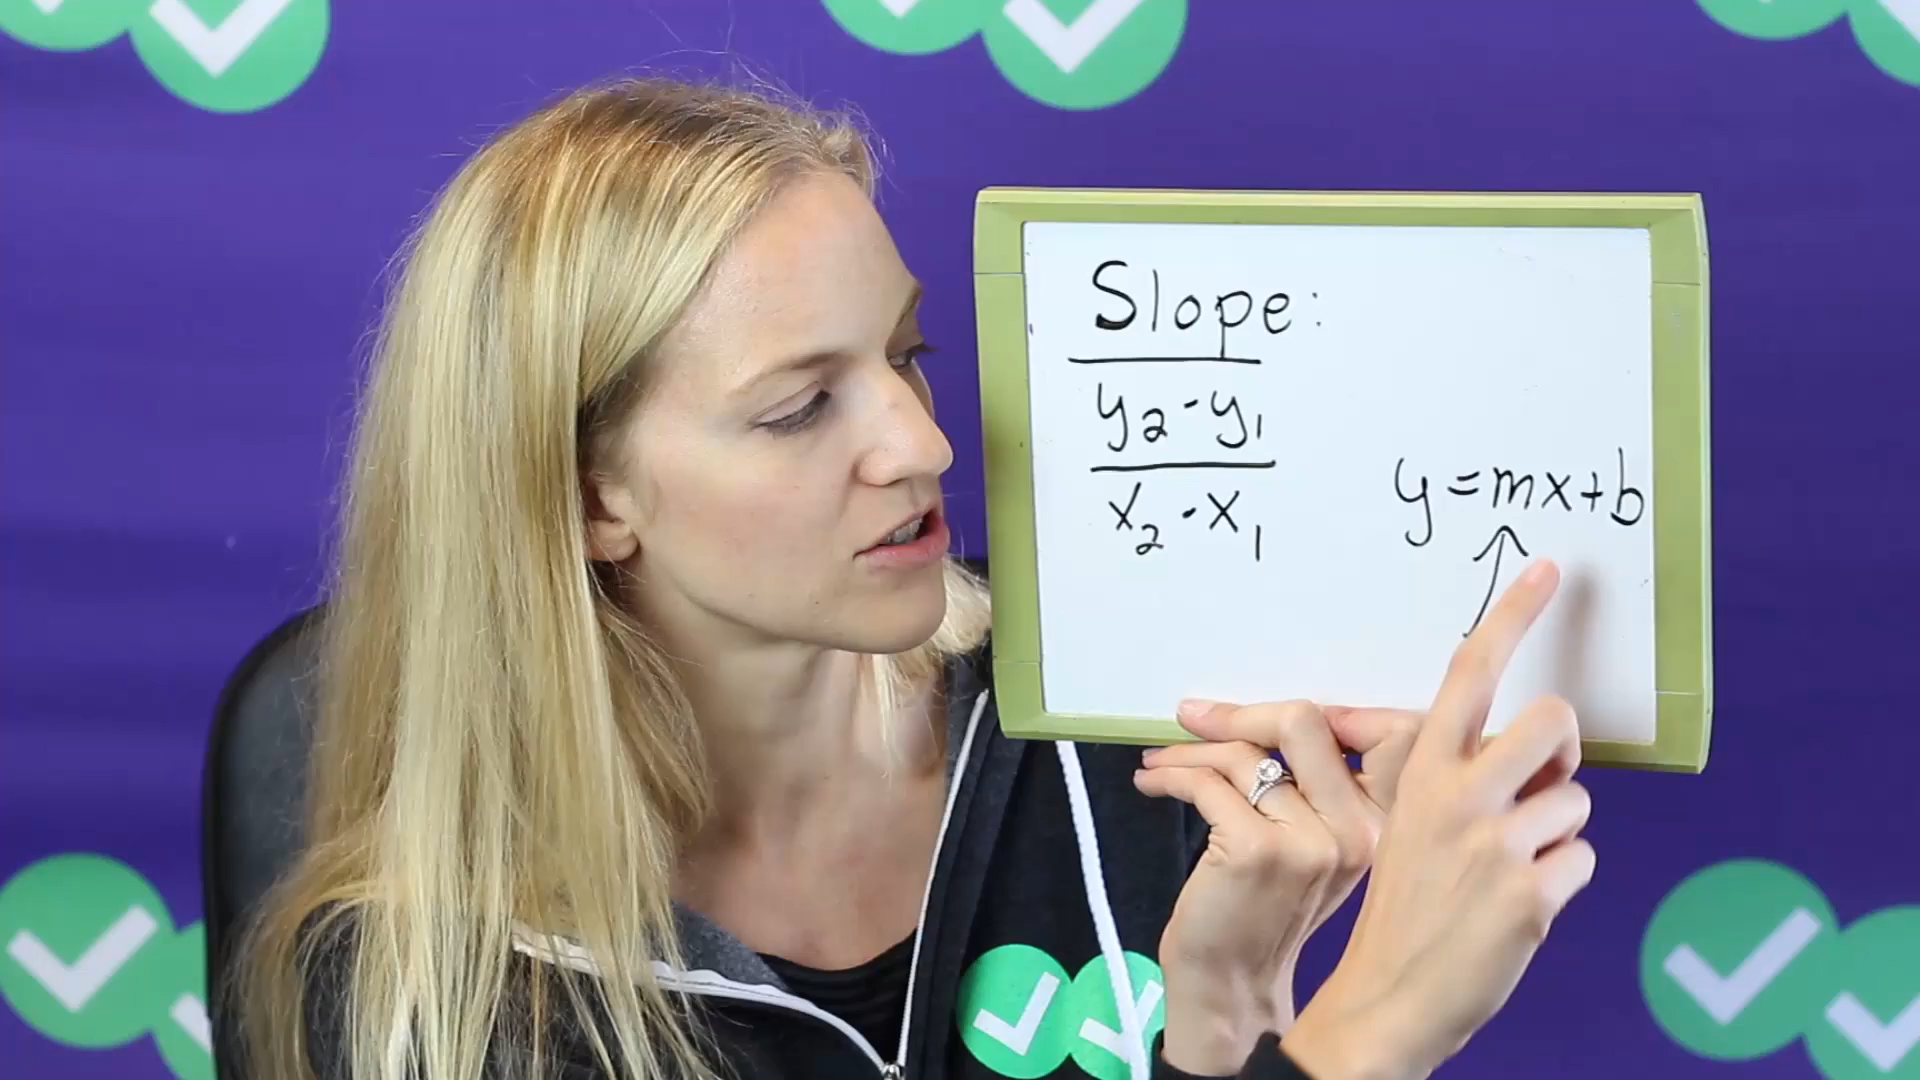 Slope:
y₂-y₁
x₂-x₁
y=mx+b